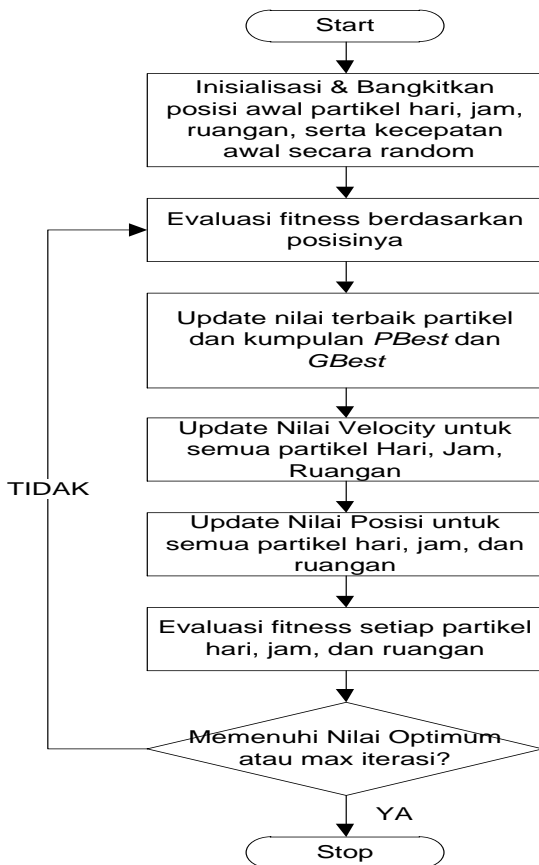 Start
Inisialisasi & Bangkitkan
posisi awal partikel hari, jam,
ruangan, serta kecepatan
awal secara random
Evaluasi fitness berdasarkan
posisinya
Update nilai terbaik partikel
dan kumpulan PBest dan
GBest
Update Nilai Velocity untuk
semua partikel Hari, Jam,
Ruangan
TIDAK
Update Nilai Posisi untuk
semua partikel hari, jam, dan
ruangan
Evaluasi fitness setiap partikel
hari, jam, dan ruangan
Memenuhi Nilai Optimum
atau max iterasi?
YA
Stop